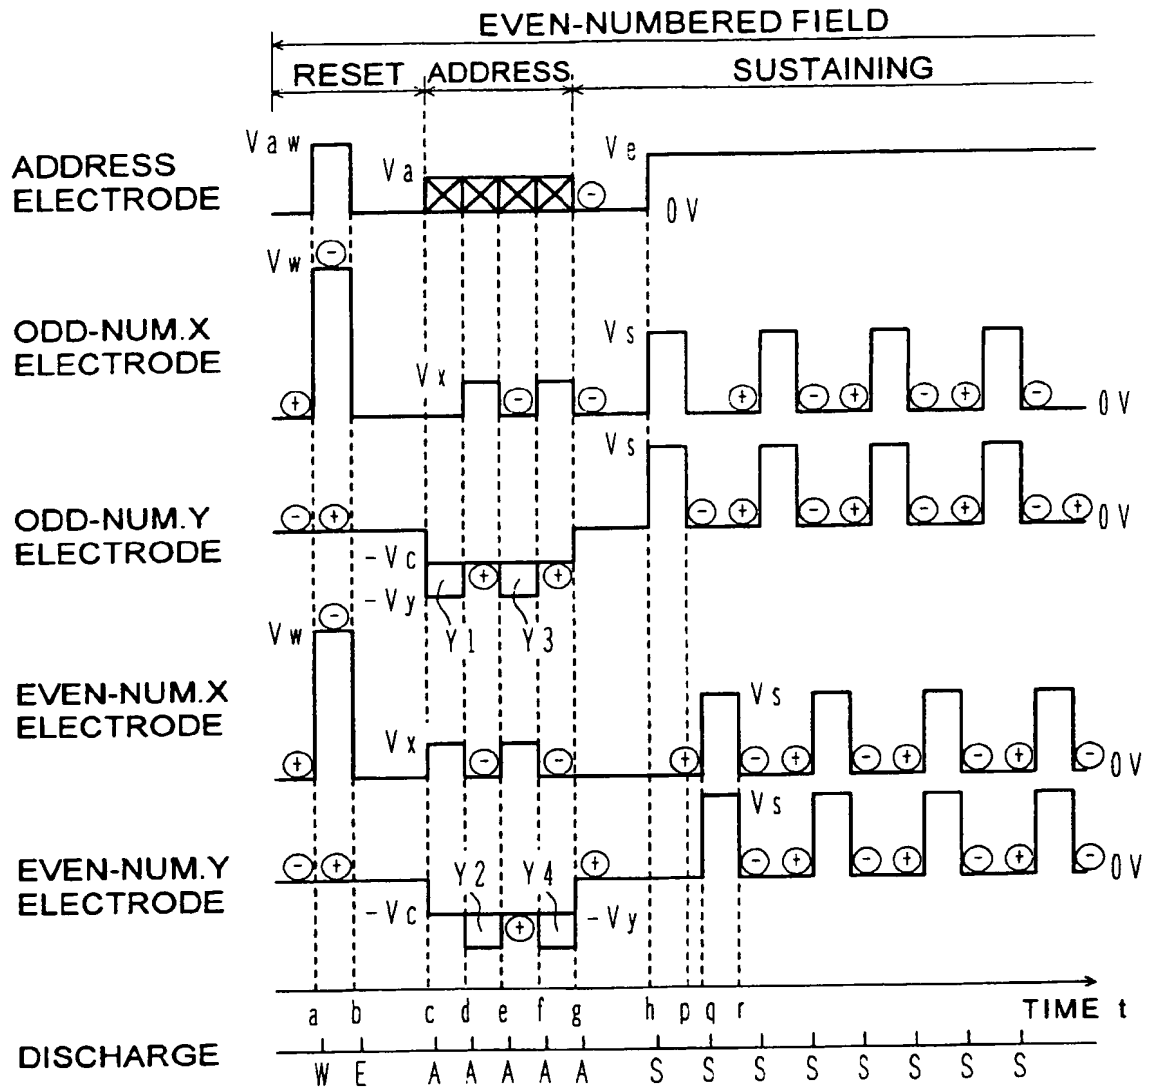 EVEN-NUMBERED FIELD
RESET ADDRESS SUSTAINING
Vaw
ADDRESS
ELECTRODE
Va
Ve
−
0V
−
Vw
ODD-NUM.X
ELECTRODE
Vs
Vx
+ − − + − + − + − 0V
Vs
ODD-NUM.Y
ELECTRODE
− + − + − + − + − + 0V
-Vc
+ +
-Vy
Y1 Y3
−
Vw
EVEN-NUM.X
ELECTRODE
Vs
Vx
+ − − + − + − + − + − 0V
Vs
EVEN-NUM.Y
ELECTRODE
− + + − + − + − + − 0V
Y2 Y4
-Vc + -Vy
a b c d e f g h p q r TIME t
DISCHARGE
W E A A A A A S S S S S S S S